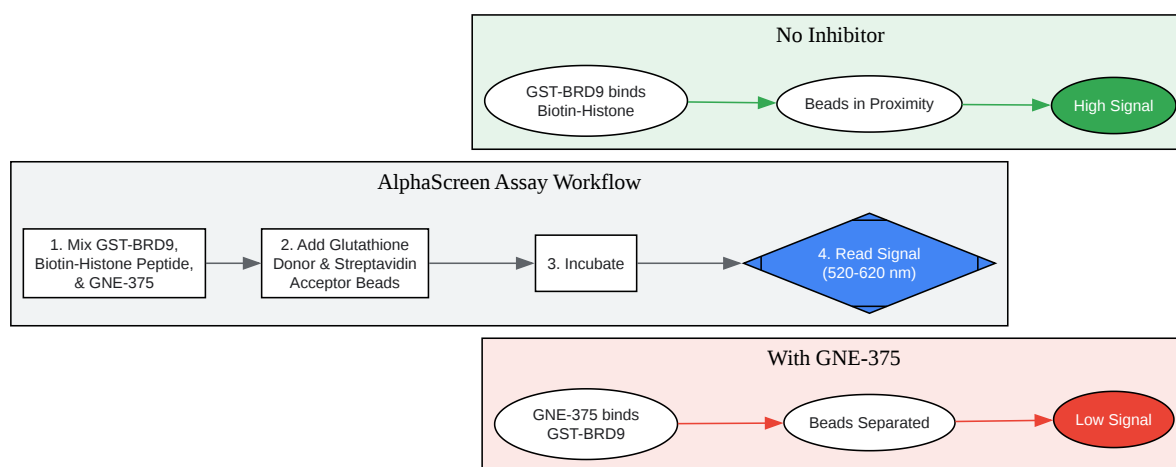 No Inhibitor
GST-BRD9 binds
Biotin-Histone
Beads in Proximity
High Signal
AlphaScreen Assay Workflow
1. Mix GST-BRD9,
Biotin-Histone Peptide,
& GNE-375
2. Add Glutathione
Donor & Streptavidin
Acceptor Beads
3. Incubate
4. Read Signal
(520-620 nm)
With GNE-375
GNE-375 binds
GST-BRD9
Beads Separated
Low Signal